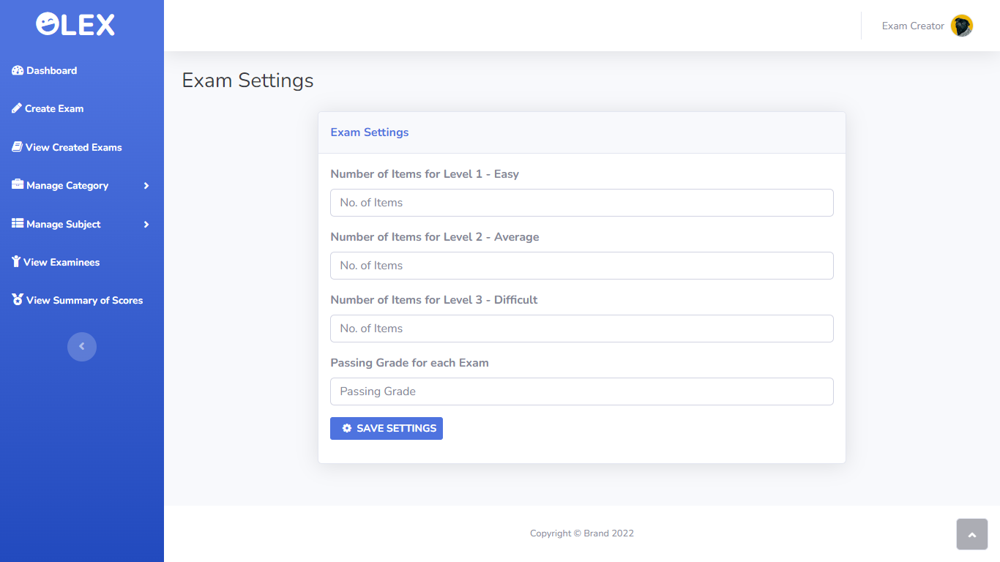 OLEX
Exam Creator
Dashboard
Create Exam
View Created Exams
Manage Category
Manage Subject
View Examinees
View Summary of Scores
Exam Settings
Exam Settings
Number of Items for Level 1 - Easy
No. of Items
Number of Items for Level 2 - Average
No. of Items
Number of Items for Level 3 - Difficult
No. of Items
Passing Grade for each Exam
Passing Grade
SAVE SETTINGS
Copyright © Brand 2022